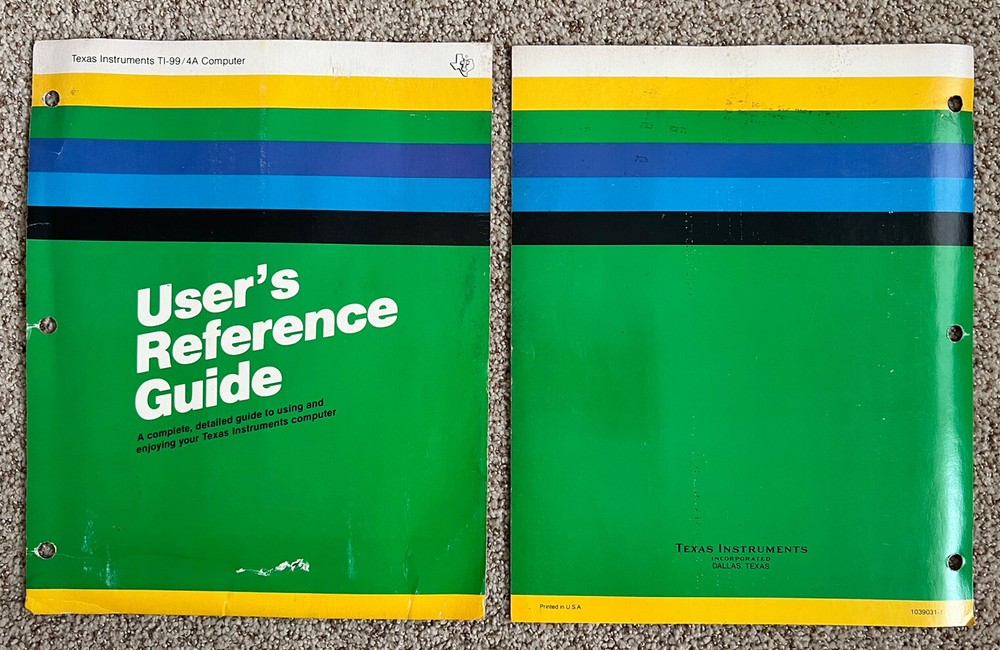 Texas Instruments TI-99/4A Computer
User's
Reference
Guide
A complete, detailed guide to using and
enjoying your Texas Instruments computer
TEXAS INSTRUMENTS
INCORPORATED
DALLAS, TEXAS
Printed in U.S.A.
1039031-1